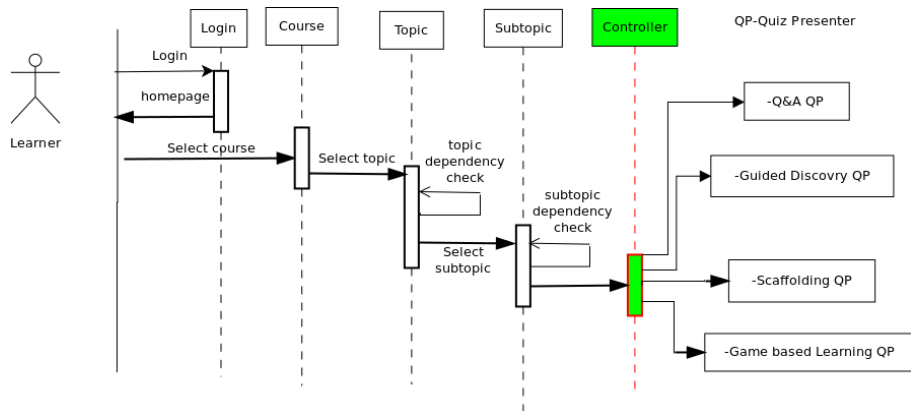 Login
Course
Topic
Subtopic
Controller
QP-Quiz Presenter
Login
homepage
Learner
Select course
Select topic
topic
dependency
check
Select
subtopic
subtopic
dependency
check
-Q&A QP
-Guided Discovry QP
-Scaffolding QP
-Game based Learning QP